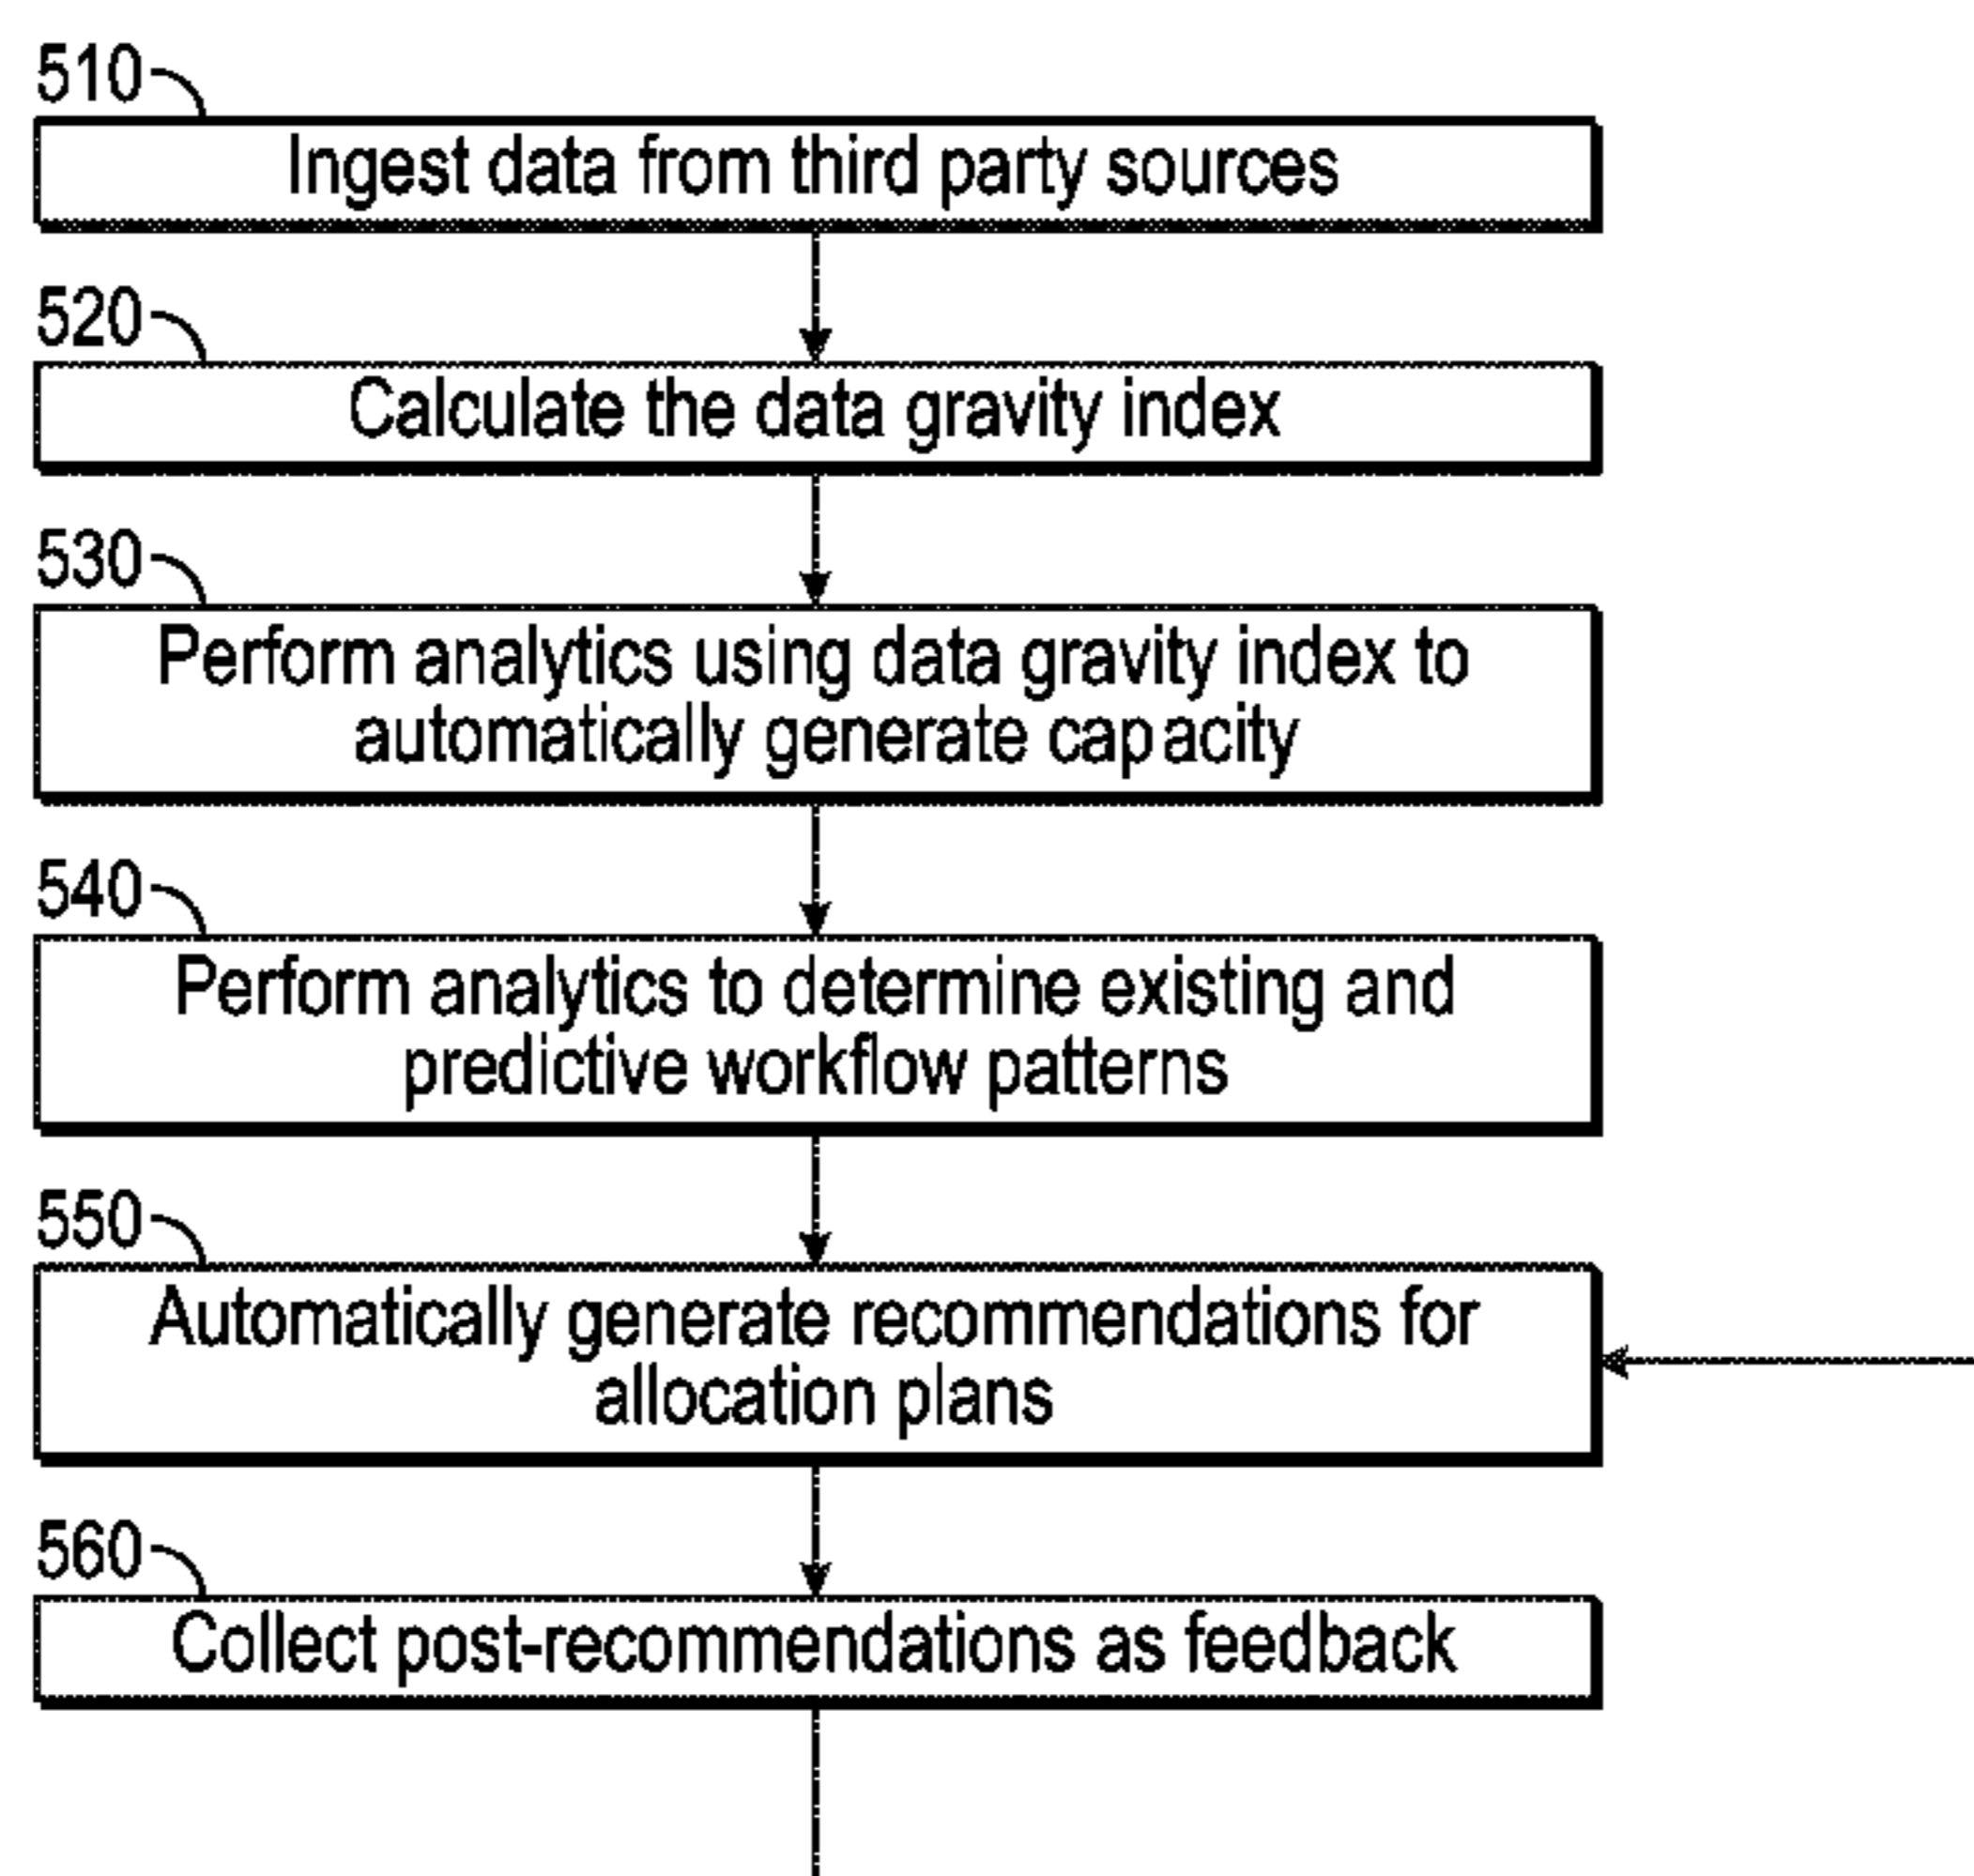 510
Ingest data from third party sources
520
Calculate the data gravity index
530
Perform analytics using data gravity index to
automatically generate capacity
540
Perform analytics to determine existing and
predictive workflow patterns
550
Automatically generate recommendations for
allocation plans
560
Collect post-recommendations as feedback